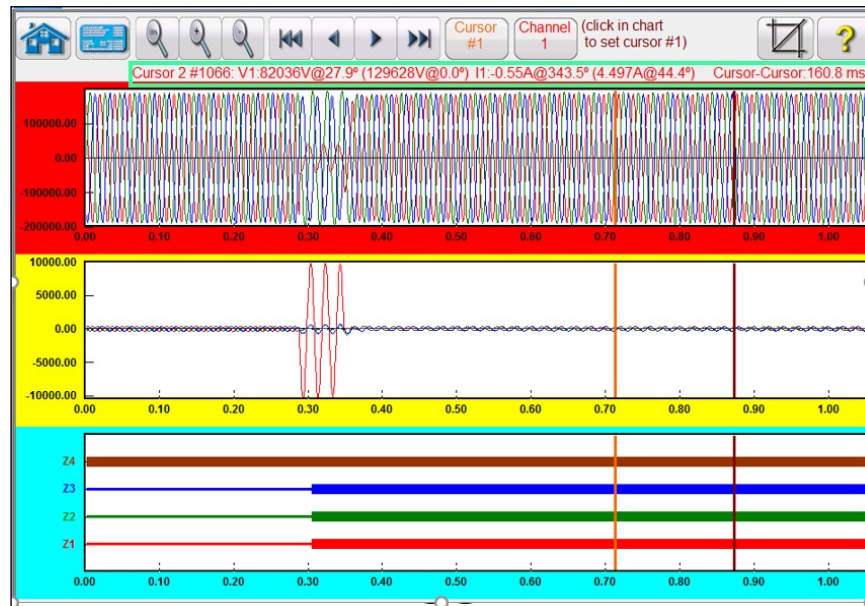 Cursor
#1
Channel
1
(click in chart
to set cursor #1)
?
Cursor 2 #1066: V1:82036V@27.9º (129628V@0.0º) I1:-0.55A@343.5º (4.497A@44.4º) Cursor-Cursor:160.8 ms
100000.00
0.00
-100000.00
-200000.00
0.00 0.10 0.20 0.30 0.40 0.50 0.60 0.70 0.80 0.90 1.00
10000.00
5000.00
0.00
-5000.00
-10000.00
0.00 0.10 0.20 0.30 0.40 0.50 0.60 0.70 0.80 0.90 1.00
Z4
Z3
Z2
Z1
0.00 0.10 0.20 0.30 0.40 0.50 0.60 0.70 0.80 0.90 1.00